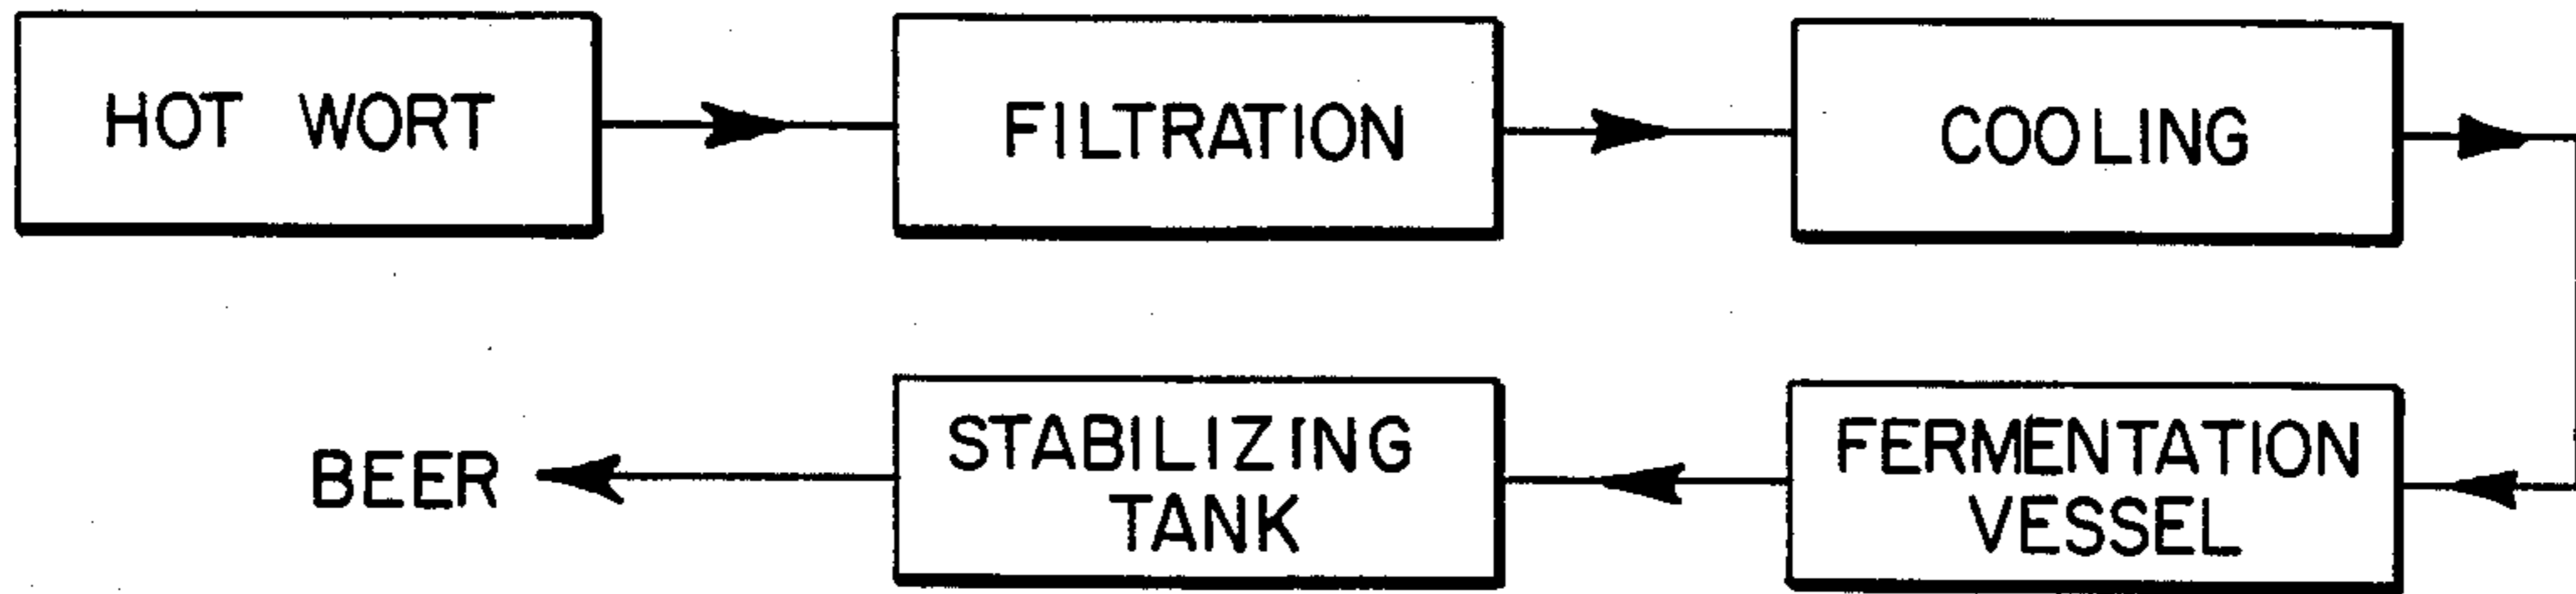 HOT WORT
FILTRATION
COOLING
FERMENTATION
VESSEL
STABILIZING
TANK
BEER